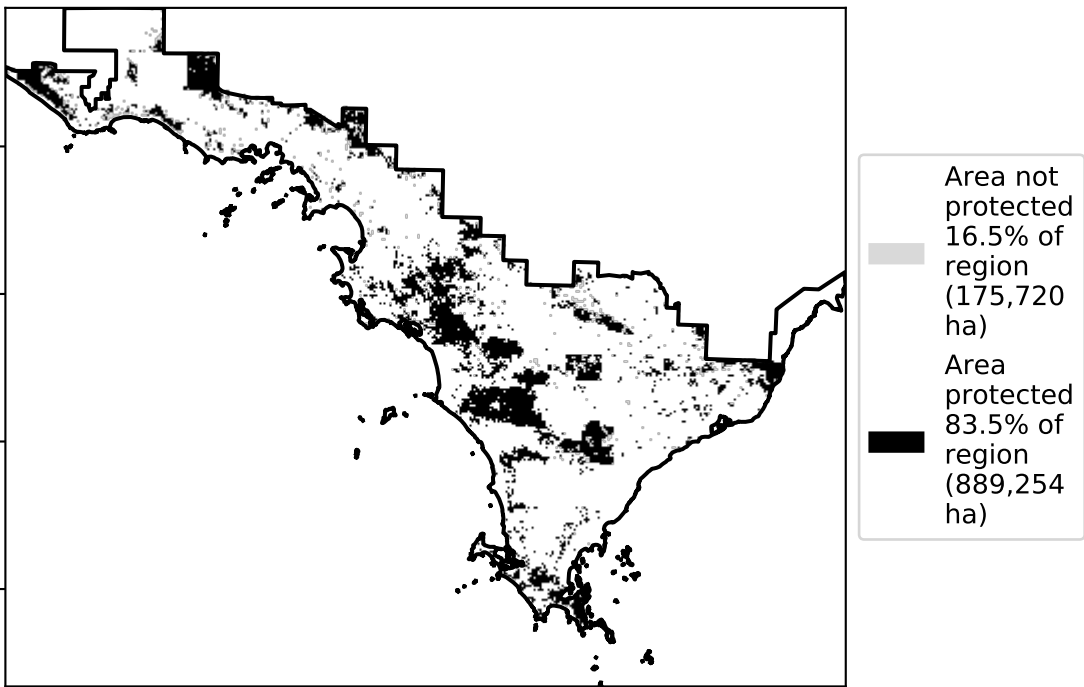 Area not
protected
16.5% of
region
(175,720
ha)
Area
protected
83.5% of
region
(889,254
ha)